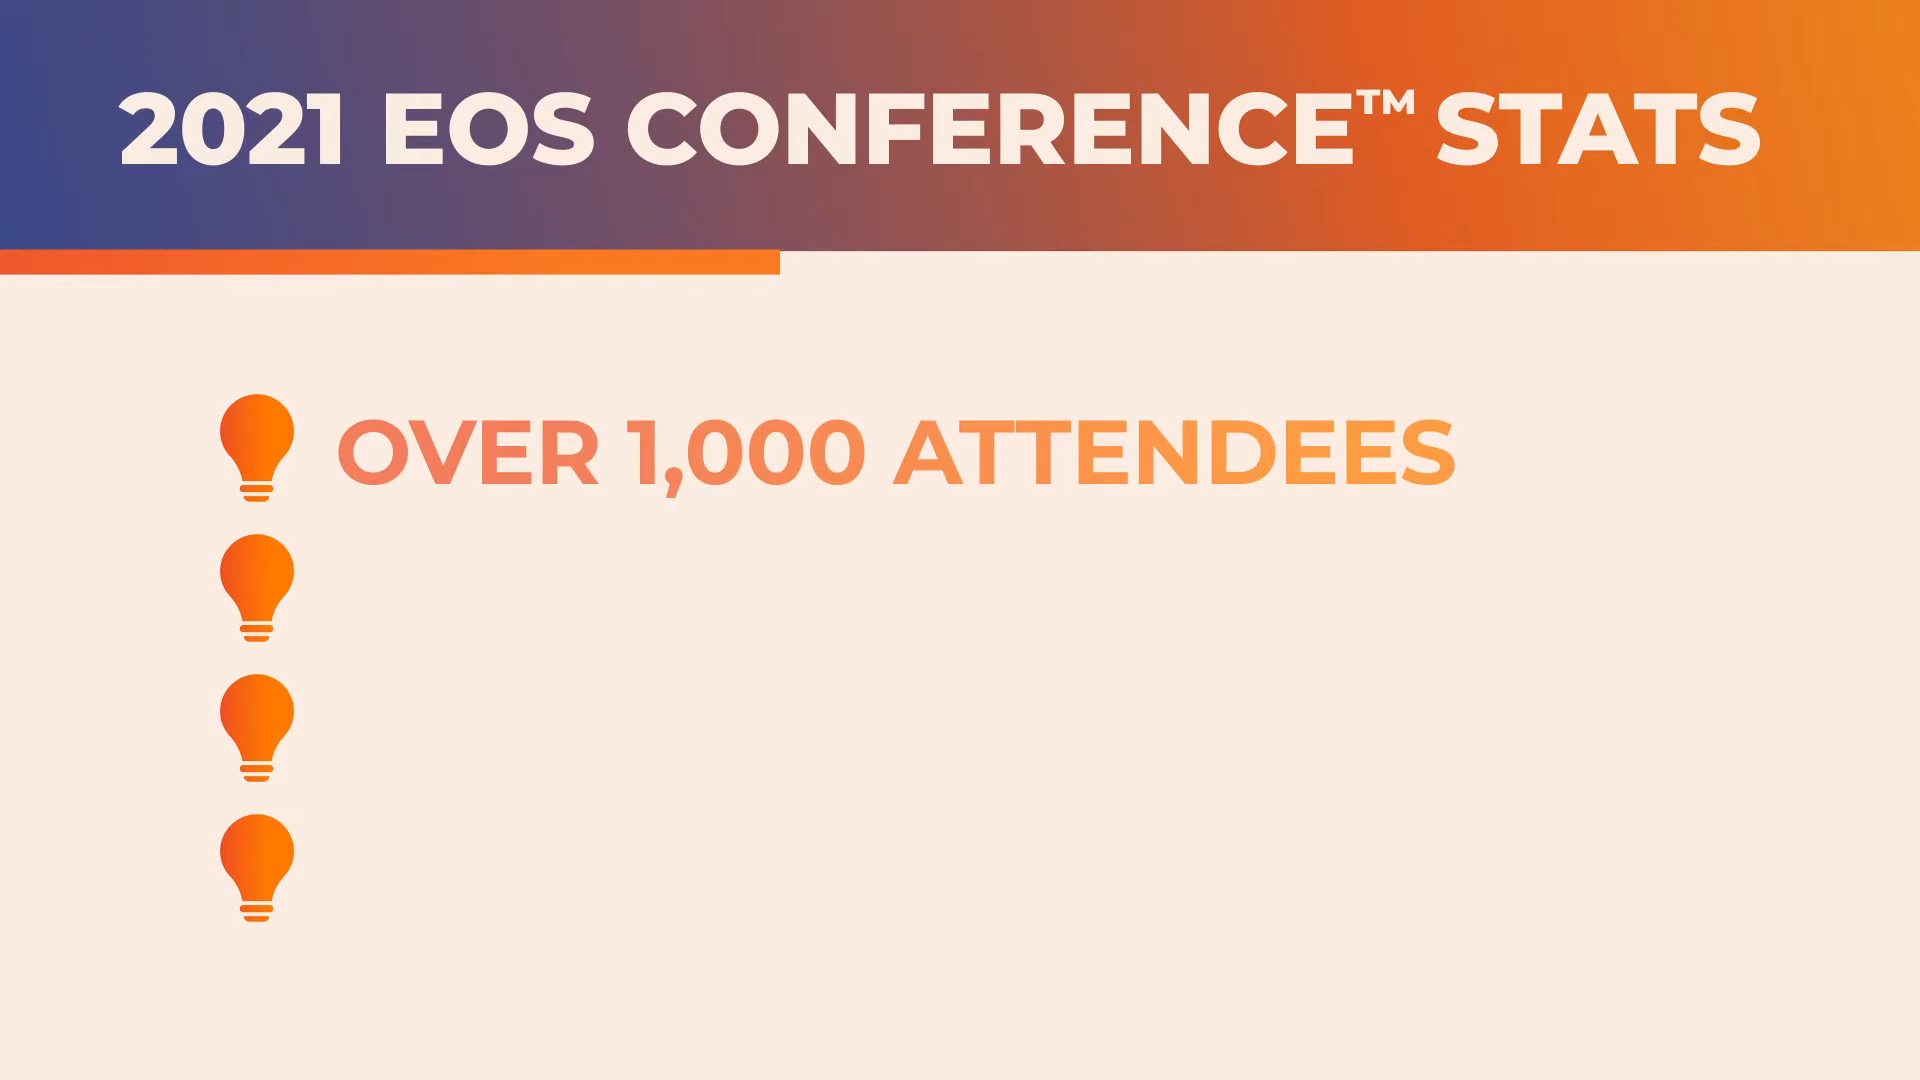 2021 EOS CONFERENCE™ STATS
OVER 1,000 ATTENDEES